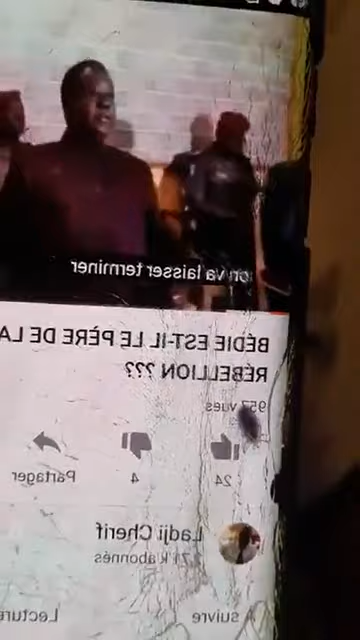 on va laisser terminer
BÉDIE EST-IL LE PÈRE DE LA
RÉBELLION ???
957 vues
24
4
Partager
Ladji Cherif
k abonnés
À suivre
Lecture